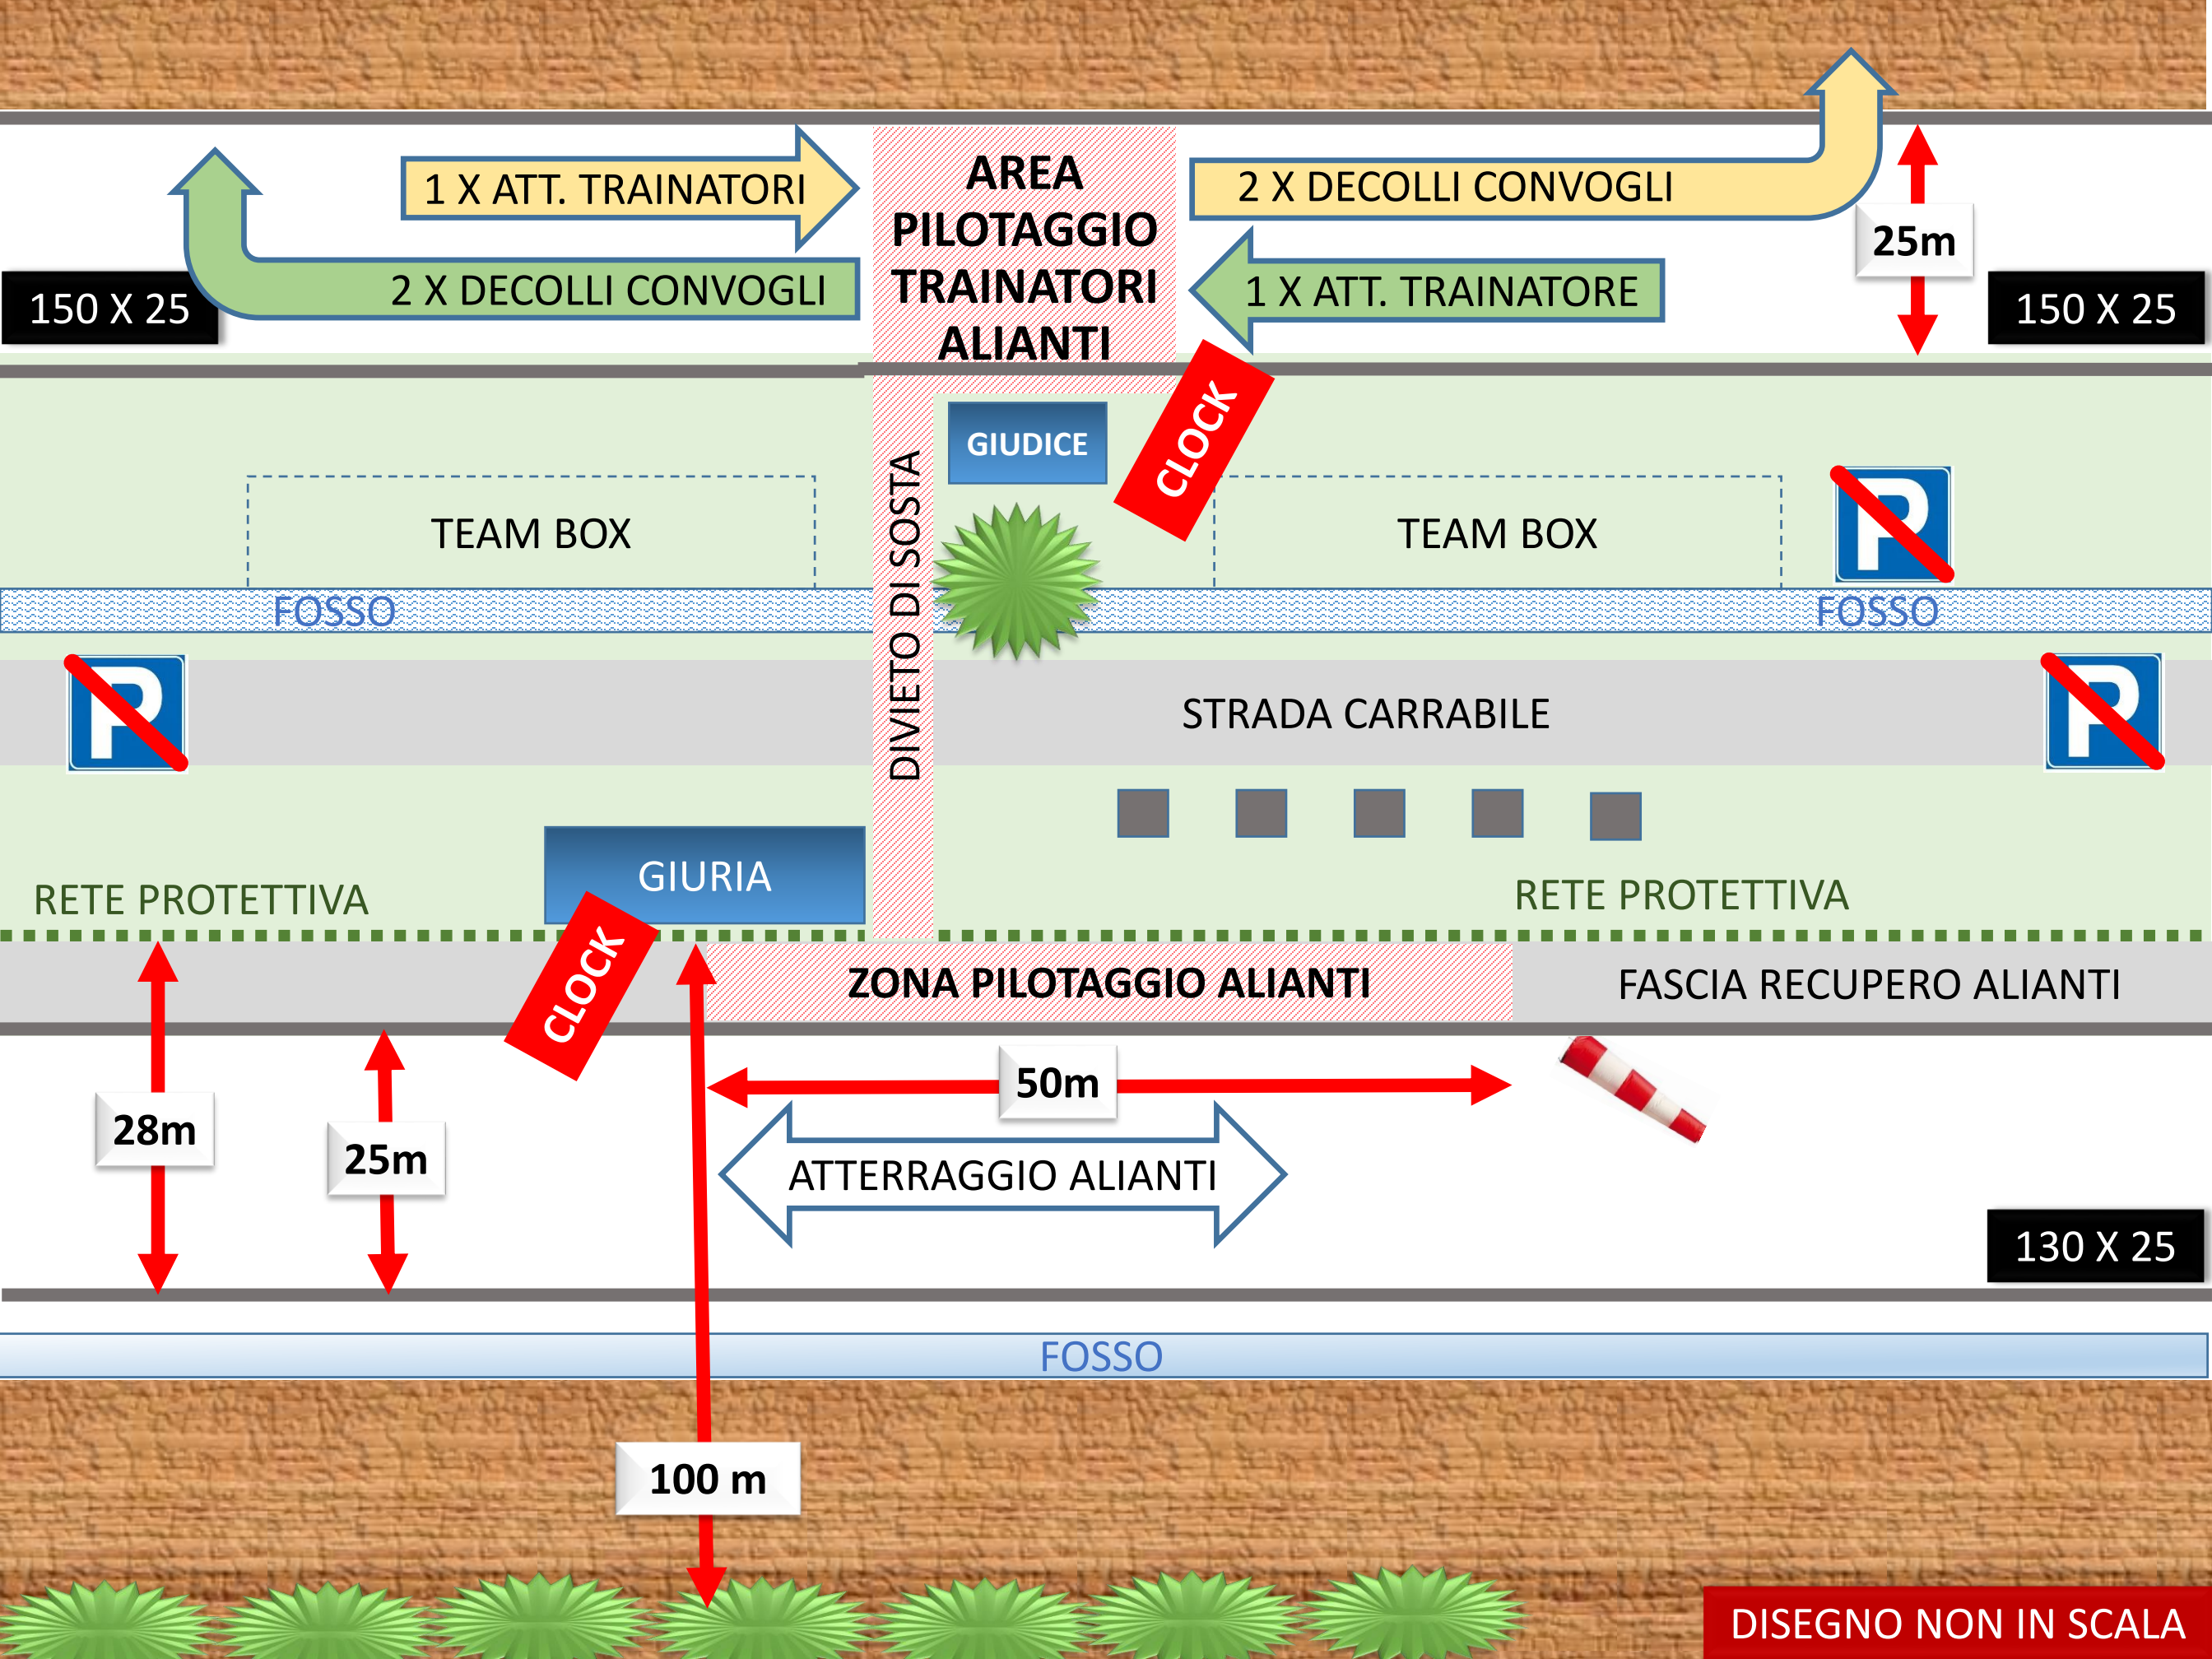 AREA
PILOTAGGIO
TRAINATORI
ALIANTI
1 X ATT. TRAINATORI
2 X DECOLLI CONVOGLI
25m
150 X 25
2 X DECOLLI CONVOGLI
1 X ATT. TRAINATORE
150 X 25
CLOCK
GIUDICE
DIVIETO DI SOSTA
TEAM BOX
TEAM BOX
P
FOSSO
FOSSO
P
STRADA CARRABILE
P
GIURIA
RETE PROTETTIVA
RETE PROTETTIVA
CLOCK
ZONA PILOTAGGIO ALIANTI
FASCIA RECUPERO ALIANTI
50m
28m
25m
ATTERRAGGIO ALIANTI
130 X 25
FOSSO
100 m
DISEGNO NON IN SCALA